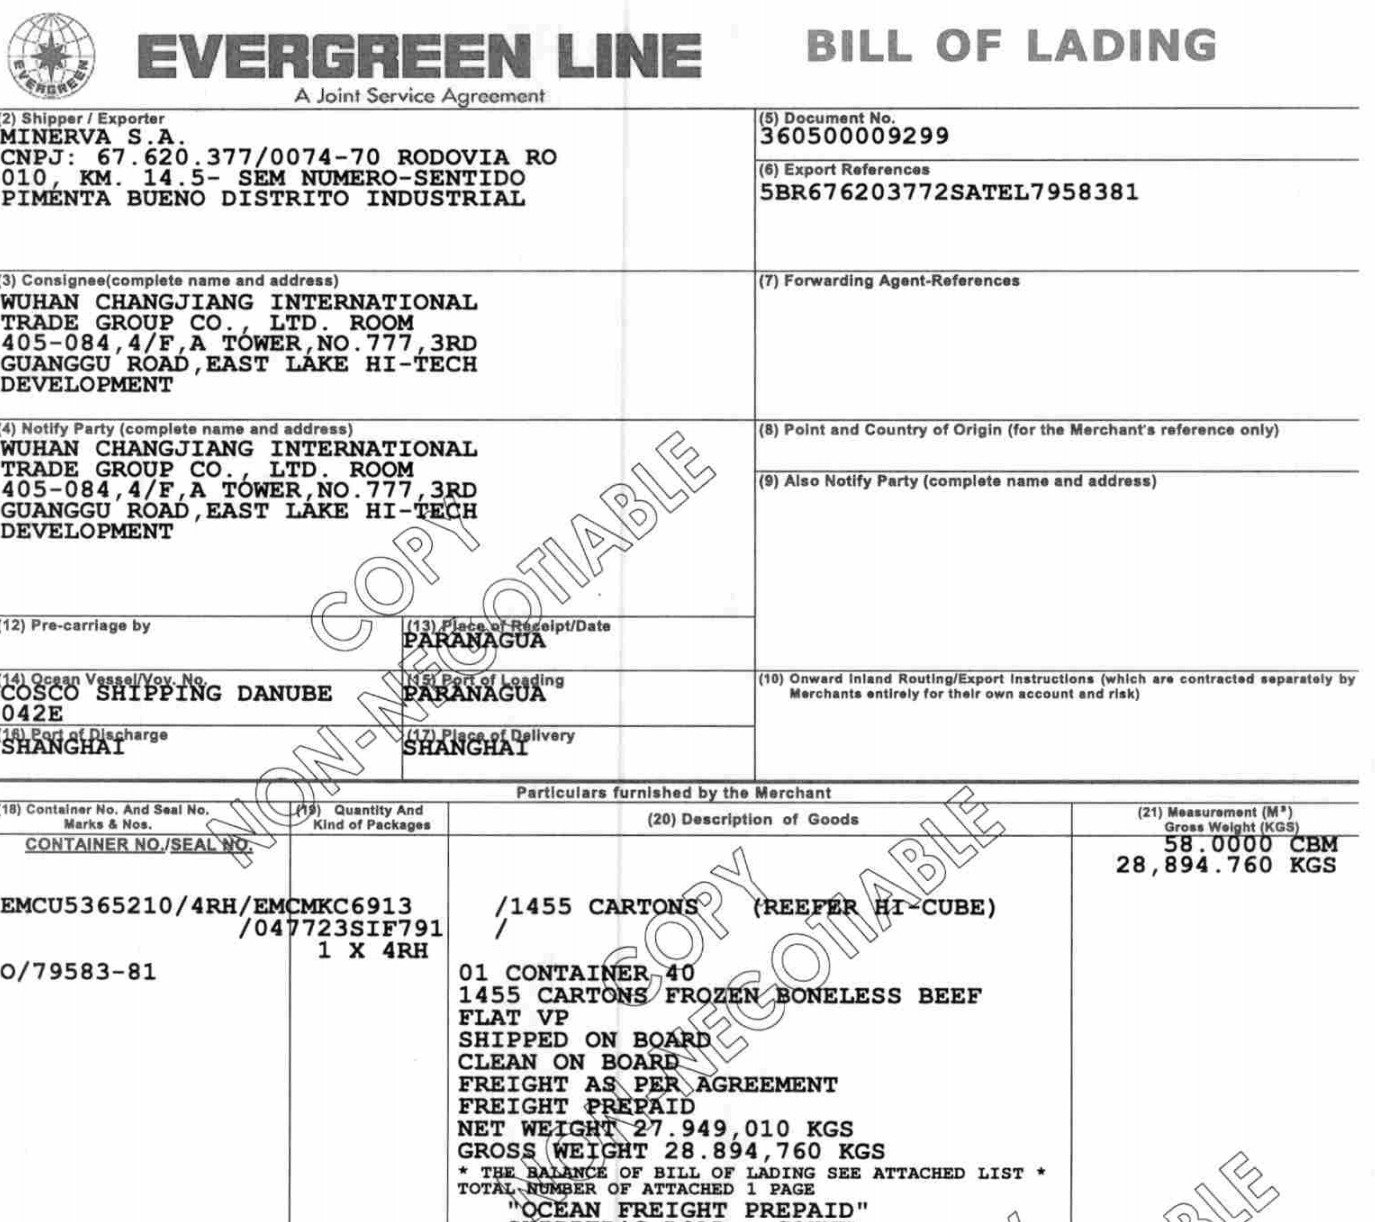 EVERGREEN
EVERGREEN LINE
A Joint Service Agreement
BILL OF LADING
(2) Shipper / Exporter
MINERVA S.A.
CNPJ: 67.620.377/0074-70 RODOVIA RO
010, KM. 14.5- SEM NUMERO-SENTIDO
PIMENTA BUENO DISTRITO INDUSTRIAL
(5) Document No.
360500009299
(6) Export References
5BR676203772SATEL7958381
(3) Consignee(complete name and address)
WUHAN CHANGJIANG INTERNATIONAL
TRADE GROUP CO., LTD. ROOM
405-084,4/F,A TOWER,NO.777,3RD
GUANGGU ROAD,EAST LAKE HI-TECH
DEVELOPMENT
(7) Forwarding Agent-References
(4) Notify Party (complete name and address)
WUHAN CHANGJIANG INTERNATIONAL
TRADE GROUP CO., LTD. ROOM
405-084,4/F,A TOWER,NO.777,3RD
GUANGGU ROAD,EAST LAKE HI-TECH
DEVELOPMENT
(8) Point and Country of Origin (for the Merchant's reference only)
(9) Also Notify Party (complete name and address)
COPY
NON-NEGOTIABLE
(12) Pre-carriage by
(13) Place of Receipt/Date
PARANAGUA
(14) Ocean Vessel/Voy. No.
COSCO SHIPPING DANUBE
042E
(15) Port of Loading
PARANAGUA
(10) Onward Inland Routing/Export Instructions (which are contracted separately by
Merchants entirely for their own account and risk)
(16) Port of Discharge
SHANGHAI
(17) Place of Delivery
SHANGHAI
Particulars furnished by the Merchant
(18) Container No. And Seal No.
Marks & Nos.
(19) Quantity And
Kind of Packages
(20) Description of Goods
(21) Measurement (M³)
Gross Weight (KGS)
CONTAINER NO./SEAL NO.
58.0000 CBM
28,894.760 KGS
EMCU5365210/4RH/EMCMKC6913 /1455 CARTONS (REEFER HI-CUBE)
/047723SIF791 /
1 X 4RH
O/79583-81
01 CONTAINER 40
1455 CARTONS FROZEN BONELESS BEEF
FLAT VP
SHIPPED ON BOARD
CLEAN ON BOARD
FREIGHT AS PER AGREEMENT
FREIGHT PREPAID
NET WEIGHT 27.949,010 KGS
GROSS WEIGHT 28.894,760 KGS
* THE BALANCE OF BILL OF LADING SEE ATTACHED LIST *
TOTAL NUMBER OF ATTACHED 1 PAGE
"OCEAN FREIGHT PREPAID"
COPY
NON-NEGOTIABLE